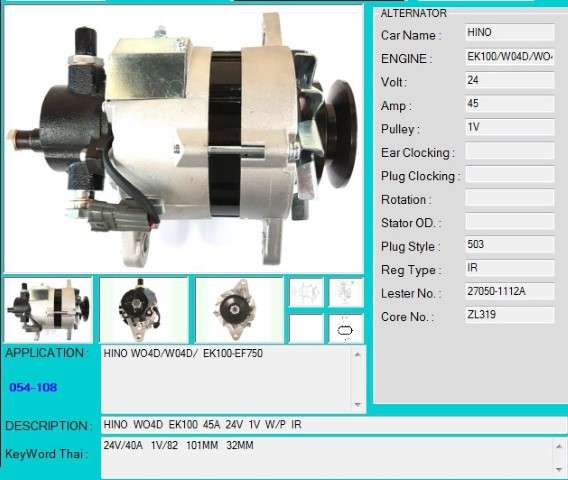 ALTERNATOR
Car Name : HINO
ENGINE : EK100/W04D/WO4
Volt : 24
Amp : 45
Pulley : 1V
Ear Clocking :
Plug Clocking :
Rotation :
Stator OD. :
Plug Style : 503
Reg Type : IR
Lester No. : 27050-1112A
Core No. : ZL319
APPLICATION : HINO WO4D/W04D/ EK100-EF750
054-108
DESCRIPTION : HINO WO4D EK100 45A 24V 1V W/P IR
KeyWord Thai : 24V/40A 1V/82 101MM 32MM